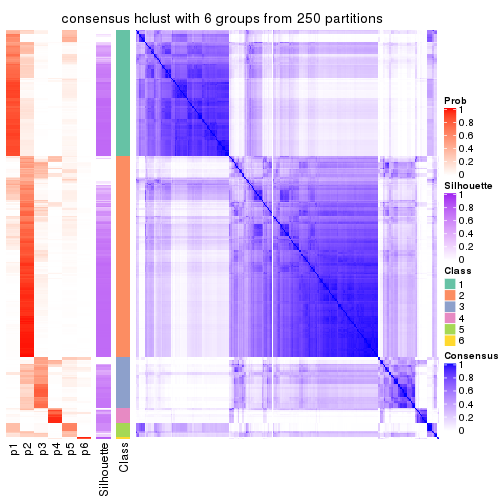 consensus hclust with 6 groups from 250 partitions
Prob
1
0.8
0.6
0.4
0.2
0
Silhouette
1
0.8
0.6
0.4
0.2
0
Class
1
2
3
4
5
6
Consensus
1
0.8
0.6
0.4
0.2
0
p1
p2
p3
p4
p5
p6
Silhouette
Class